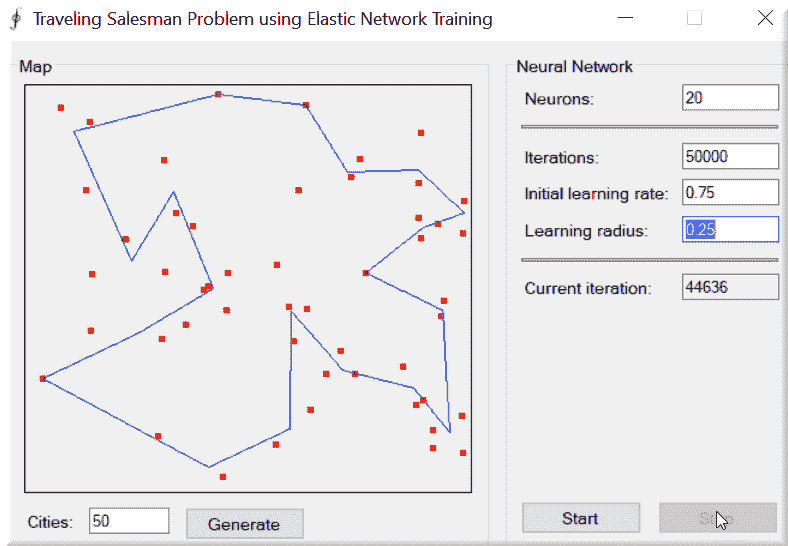 Traveling Salesman Problem using Elastic Network Training
Map
Neural Network
Neurons: 20
Iterations: 50000
Initial learning rate: 0.75
Learning radius: 0.25
Current iteration: 44636
Cities: 50 Generate
Start